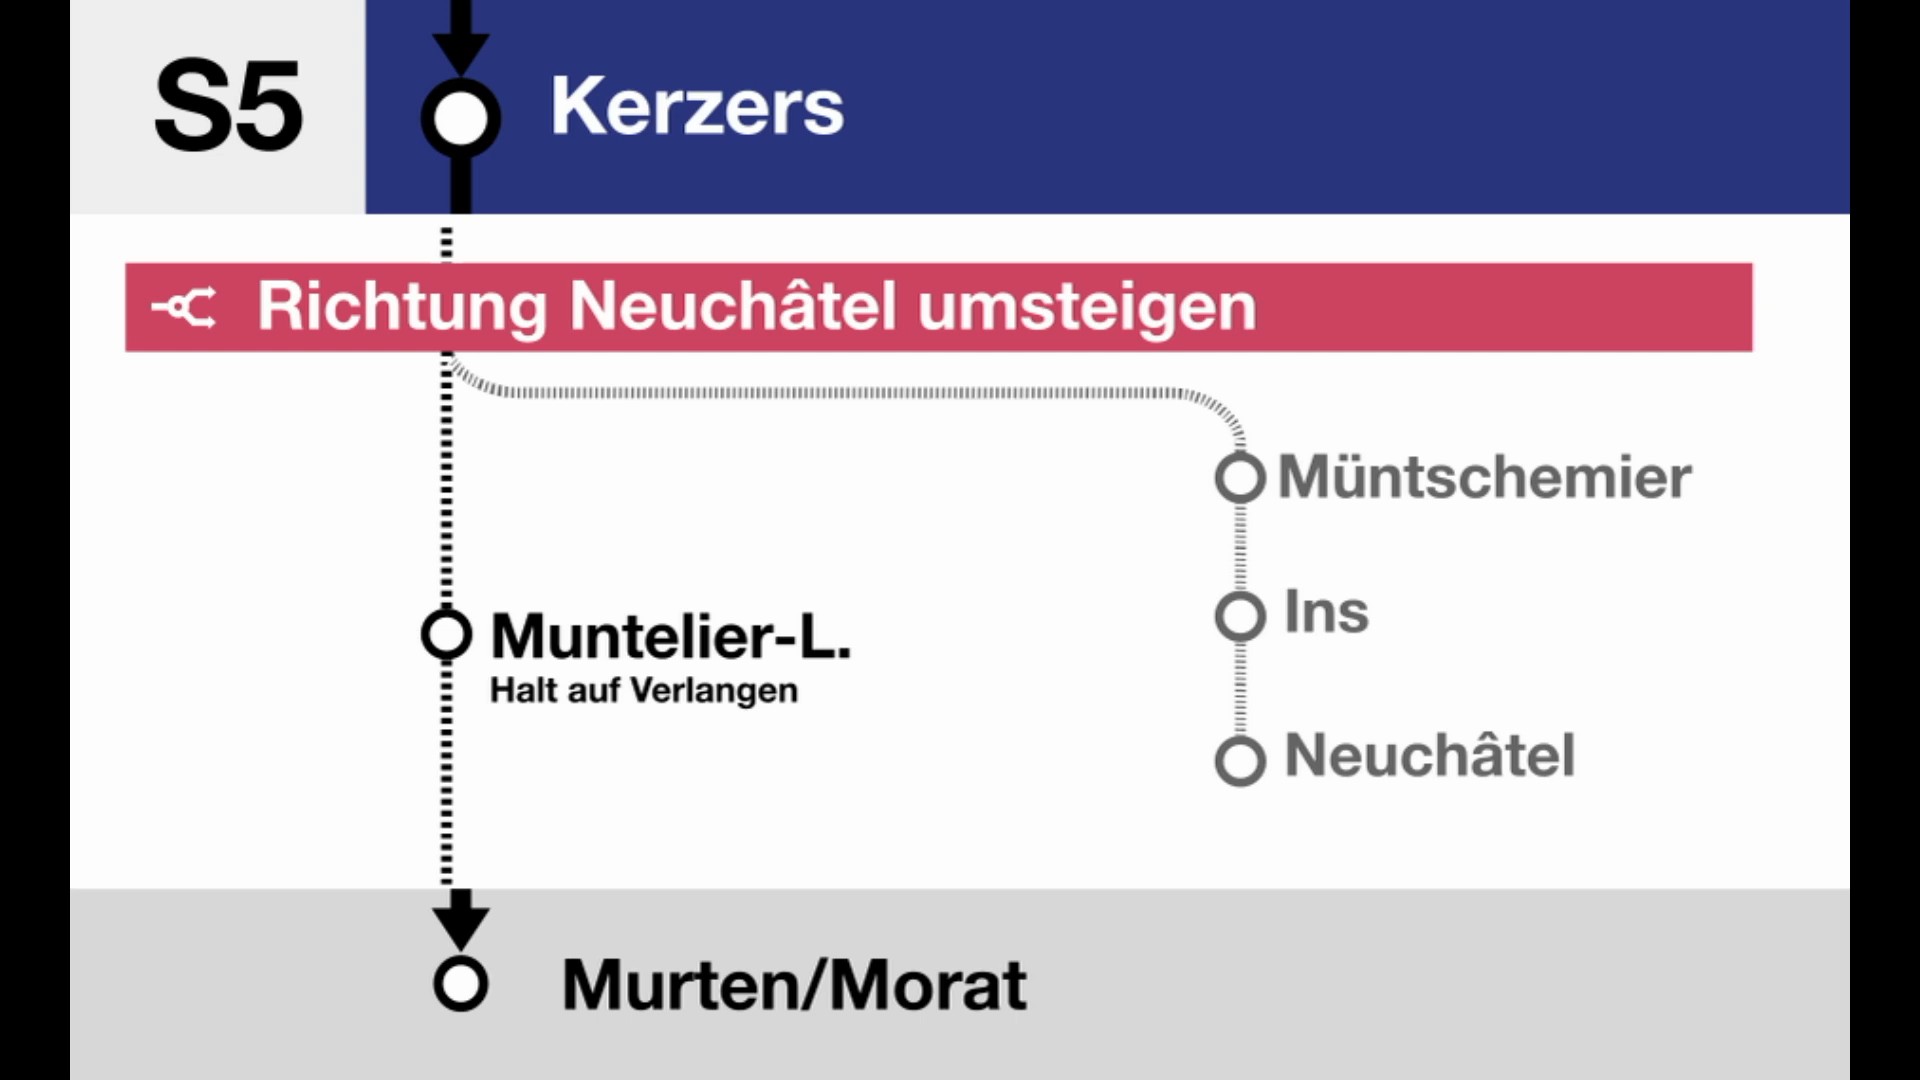 S5
Kerzers
Richtung Neuchâtel umsteigen
Müntschemier
Ins
Muntelier-L.
Halt auf Verlangen
Neuchâtel
Murten/Morat